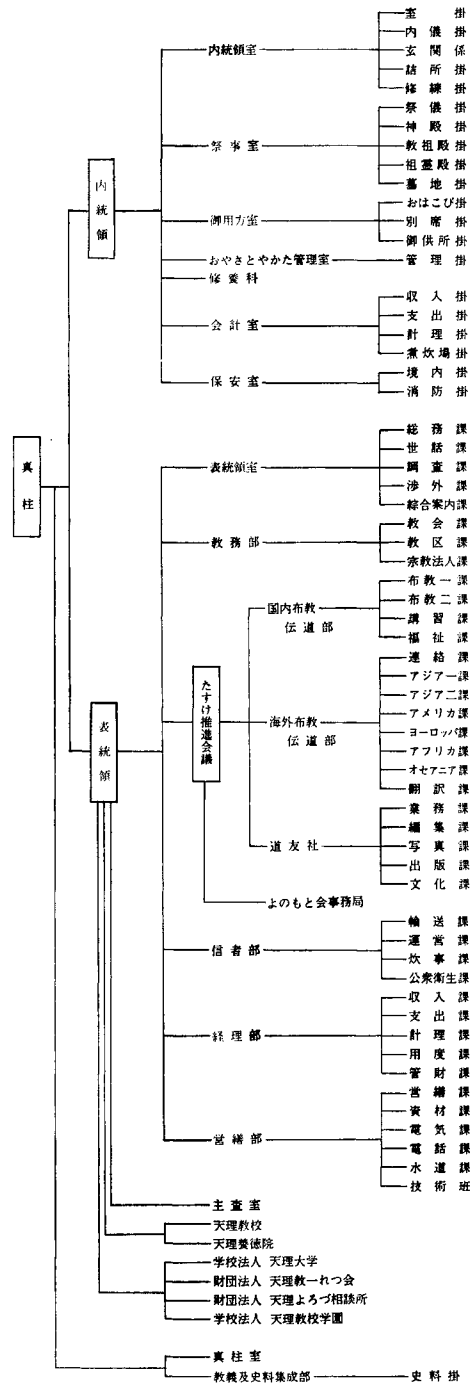 真柱
内統領
内統領室
室掛
内儀掛
玄関係
詰所掛
修練掛
祭事室
祭儀掛
神殿掛
教祖殿掛
祖霊殿掛
墓地掛
御用方室
おはこび掛
別席掛
御供所掛
おやさとやかた管理室
管理掛
修養科
会計室
収入掛
支出掛
計理掛
煮炊場掛
保安室
境内掛
消防掛
表統領
表統領室
総務課
世話課
調査課
渉外課
綜合案内課
教務部
教会課
教区課
宗教法人課
たすけ推進会議
国内布教
伝道部
布教一課
布教二課
講習課
福祉課
海外布教
伝道部
連絡課
アジア一課
アジア二課
アメリカ課
ヨーロッパ課
アフリカ課
オセアニア課
翻訳課
道友社
業務課
編集課
写真課
出版課
文化課
よのもと会事務局
信者部
輸送課
運営課
炊事課
公衆衛生課
経理部
収入課
支出課
計理課
用度課
管財課
営繕部
営繕課
資材課
電気課
電話課
水道課
技術班
主査室
天理教校
天理養徳院
学校法人 天理大学
財団法人 天理教一れつ会
財団法人 天理よろづ相談所
学校法人 天理教校学園
真柱室
教義及史料集成部
史料掛